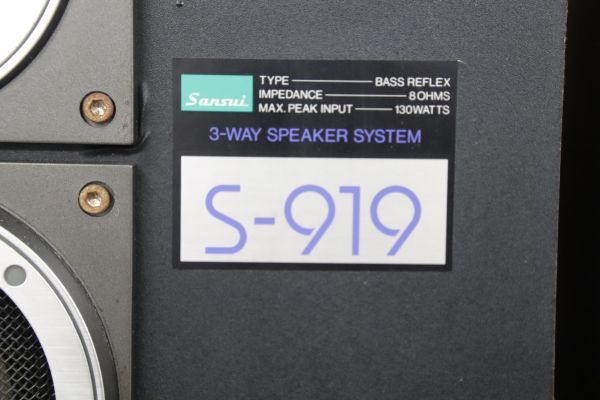 Sansui
TYPE BASS REFLEX
IMPEDANCE 8 OHMS
MAX. PEAK INPUT 130 WATTS
3-WAY SPEAKER SYSTEM
S-919